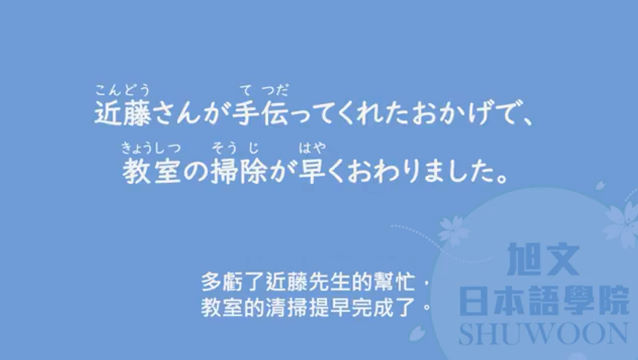 こんどう　て　つだ
近藤さんが手伝ってくれたおかげで、
きょうしつ　そう　じ　はや
教室の掃除が早くおわりました。
多虧了近藤先生的幫忙，
教室的清掃提早完成了。
旭文
日本語學院
SHUWOON